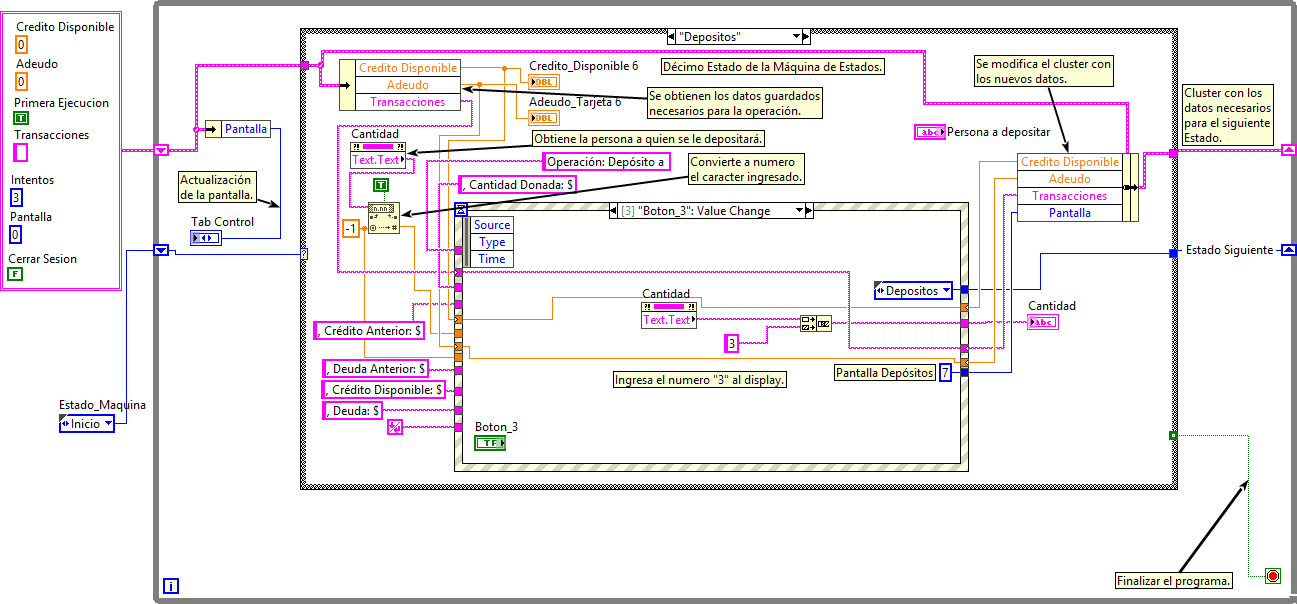 Credito Disponible
0
Adeudo
0
Primera Ejecucion
T
Transacciones
Intentos
3
Pantalla
0
Cerrar Sesion
F
Estado_Maquina
Inicio
Pantalla
Actualización
de la pantalla.
Tab Control
"Depositos"
Credito Disponible
Adeudo
Transacciones
Credito_Disponible 6
DBL
Adeudo_Tarjeta 6
DBL
Décimo Estado de la Máquina de Estados.
Se obtienen los datos guardados
necesarios para la operación.
Cantidad
Text.Text
Obtiene la persona a quien se le depositará.
Operación: Depósito a
Convierte a numero
el caracter ingresado.
, Cantidad Donada: $
T
-1
, Crédito Anterior: $
, Deuda Anterior: $
, Crédito Disponible: $
, Deuda: $
[3] "Boton_3": Value Change
Source
Type
Time
Cantidad
Text.Text
3
Ingresa el numero "3" al display.
Boton_3
TF
Depositos
Pantalla Depósitos
7
Se modifica el cluster con
los nuevos datos.
abc
Persona a depositar
Credito Disponible
Adeudo
Transacciones
Pantalla
Cantidad
abc
Cluster con los
datos necesarios
para el siguiente
Estado.
Estado Siguiente
Finalizar el programa.
i